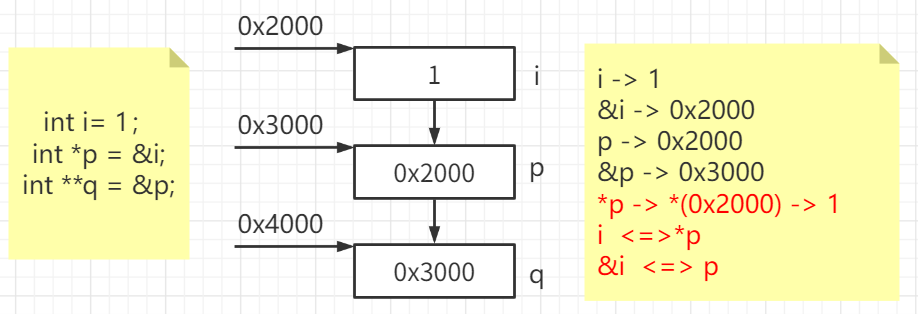 int i= 1;
int *p = &i;
int **q = &p;
0x2000
1
i
0x3000
0x2000
p
0x4000
0x3000
q
i -> 1
&i -> 0x2000
p -> 0x2000
&p -> 0x3000
*p -> *(0x2000) -> 1
i <=>*p
&i <=> p